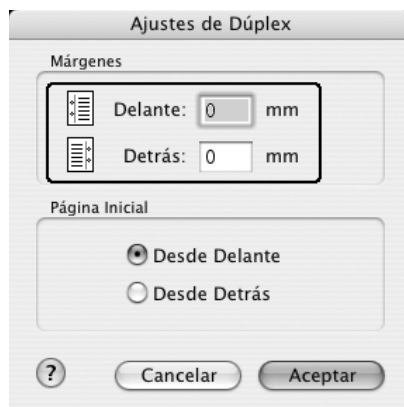 Ajustes de Dúplex
Márgenes
Delante: 0 mm
Detrás: 0 mm
Página Inicial
Desde Delante
Desde Detrás
? Cancelar Aceptar